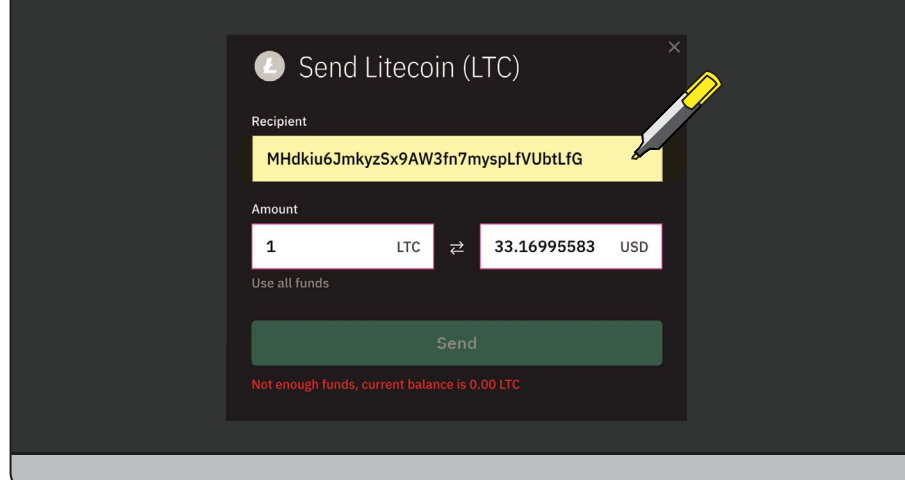 Send Litecoin (LTC)
Recipient
MHdkiu6JmkyzSx9AW3fn7myspLfVUbtLfG
Amount
1 LTC ⇄ 33.16995583 USD
Use all funds
Send
Not enough funds, current balance is 0.00 LTC